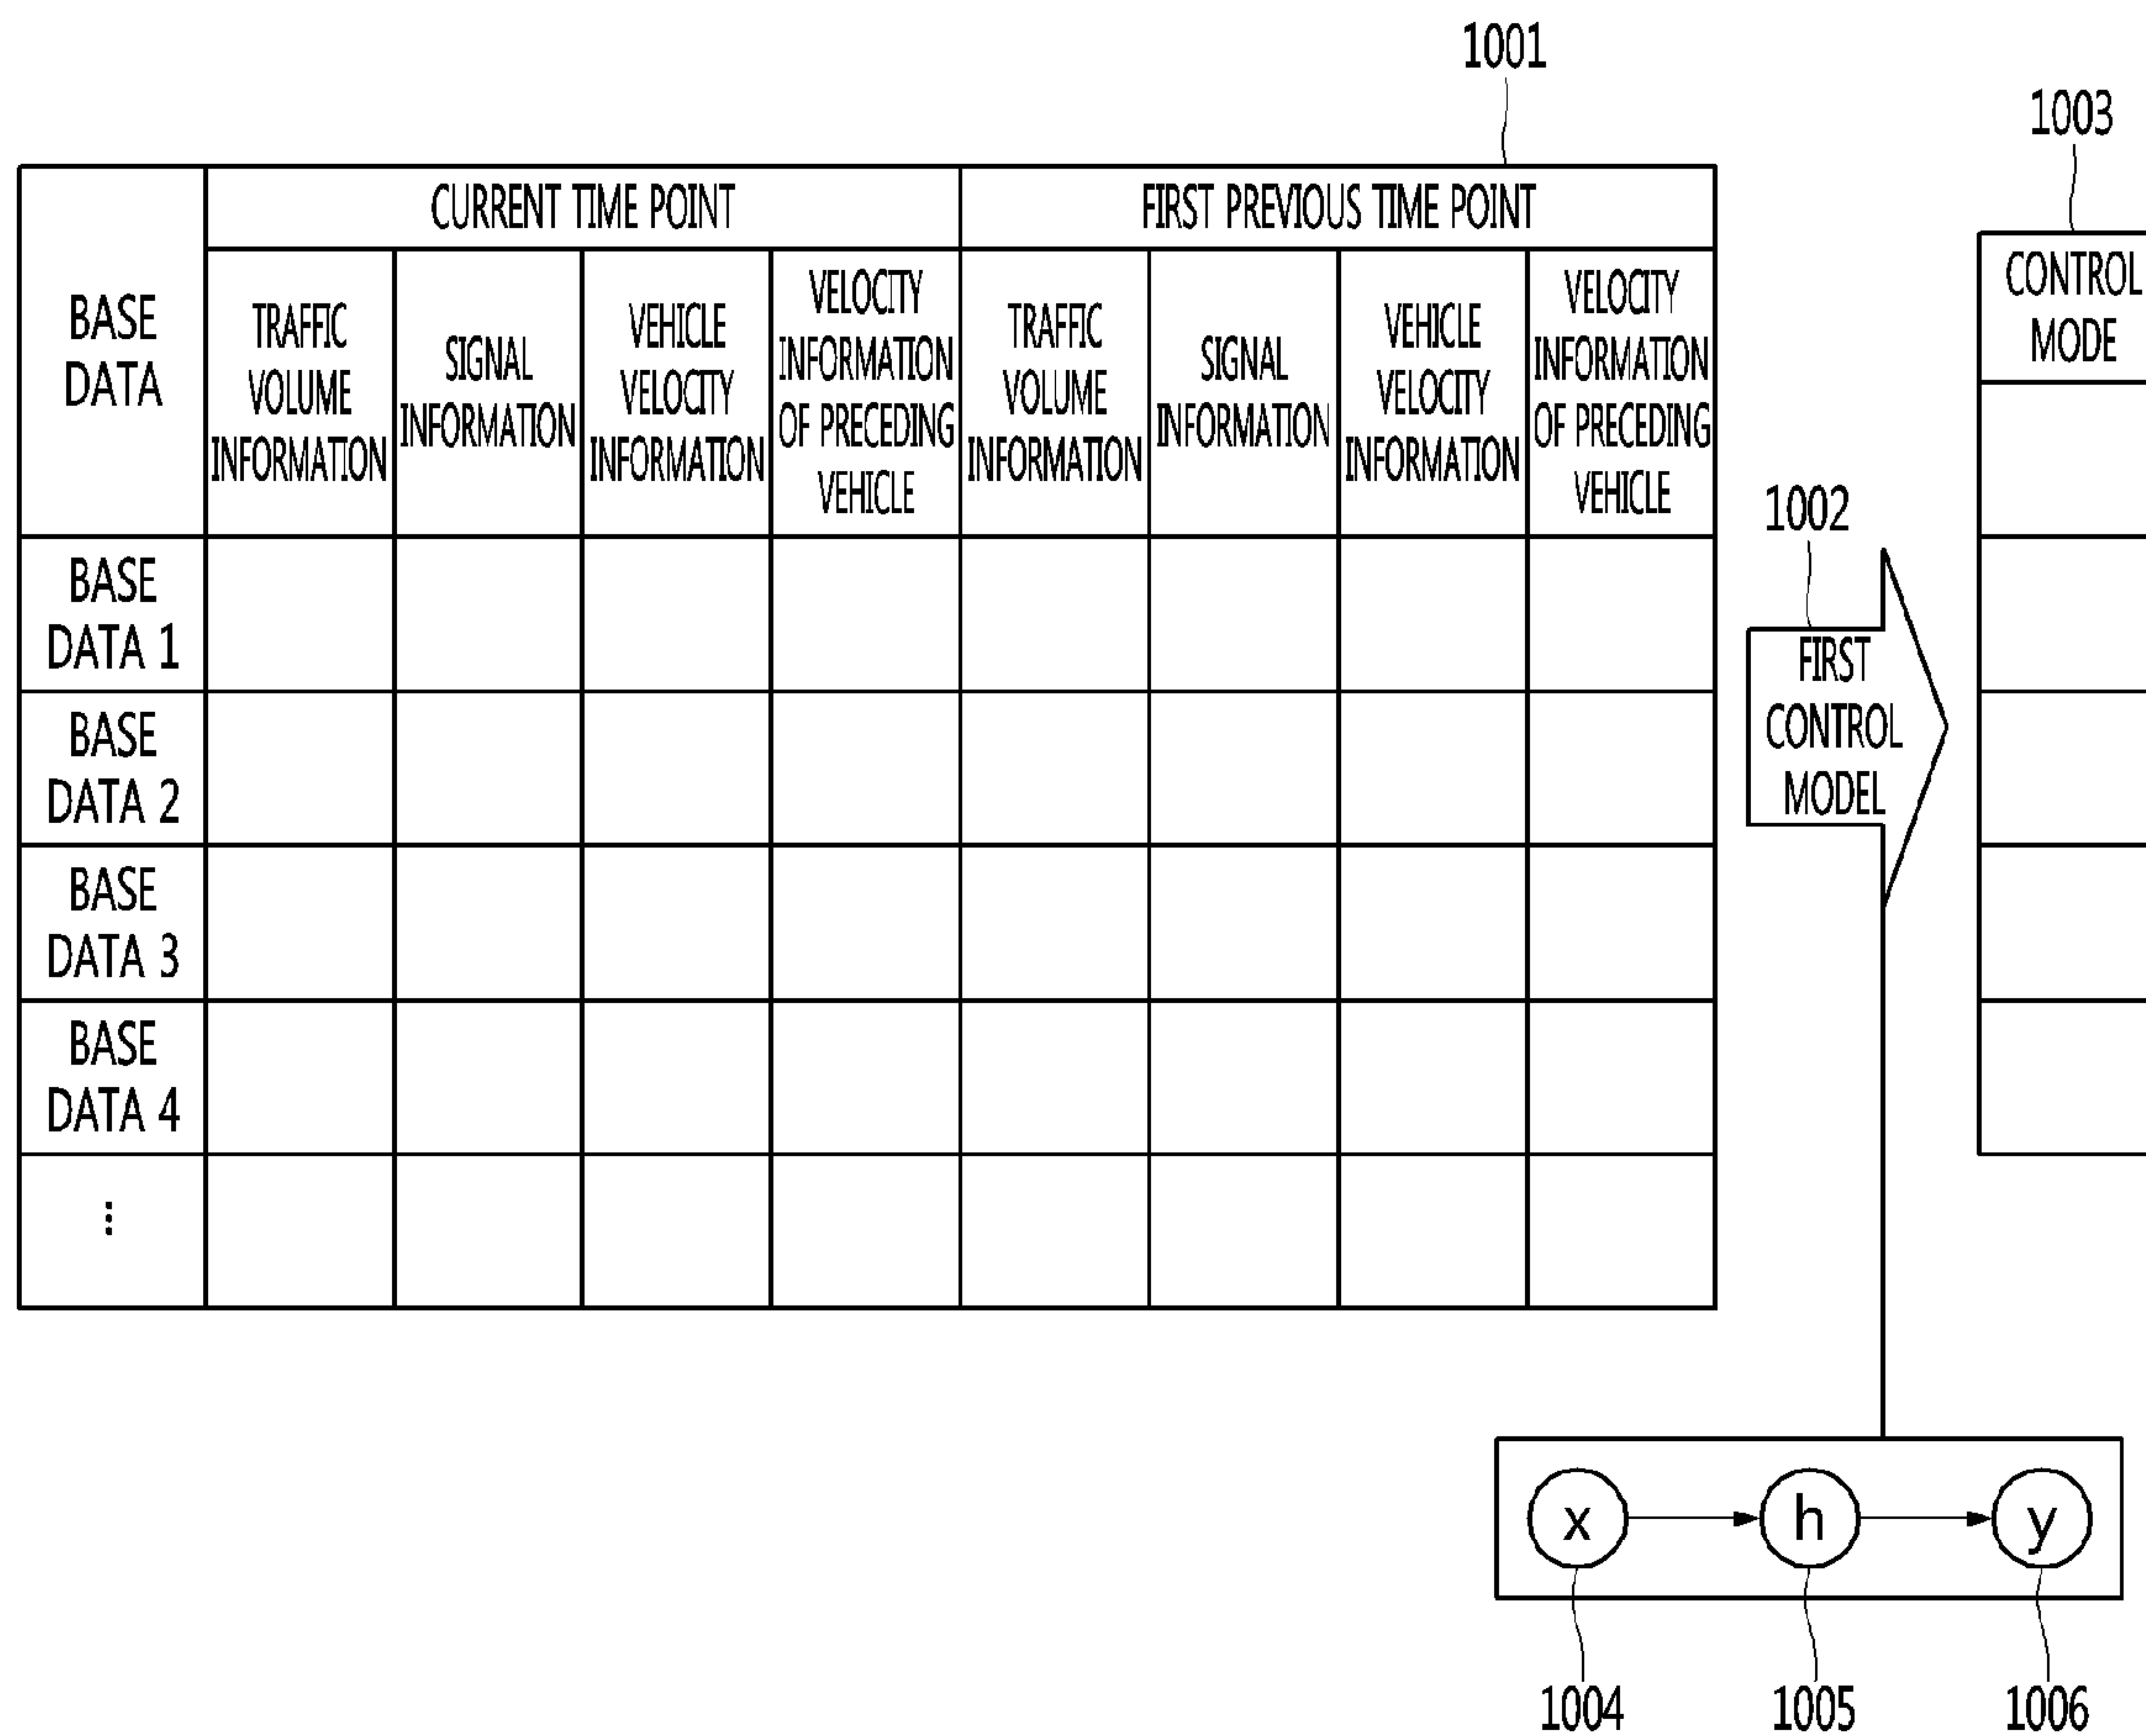 1001
1003
BASE
DATA
CURRENT TIME POINT
FIRST PREVIOUS TIME POINT
TRAFFIC
VOLUME
INFORMATION
SIGNAL
INFORMATION
VEHICLE
VELOCITY
INFORMATION
VELOCITY
INFORMATION
OF PRECEDING
VEHICLE
TRAFFIC
VOLUME
INFORMATION
SIGNAL
INFORMATION
VEHICLE
VELOCITY
INFORMATION
VELOCITY
INFORMATION
OF PRECEDING
VEHICLE
CONTROL
MODE
1002
FIRST
CONTROL
MODEL
BASE
DATA 1
BASE
DATA 2
BASE
DATA 3
BASE
DATA 4
⋮
x
h
y
1004
1005
1006